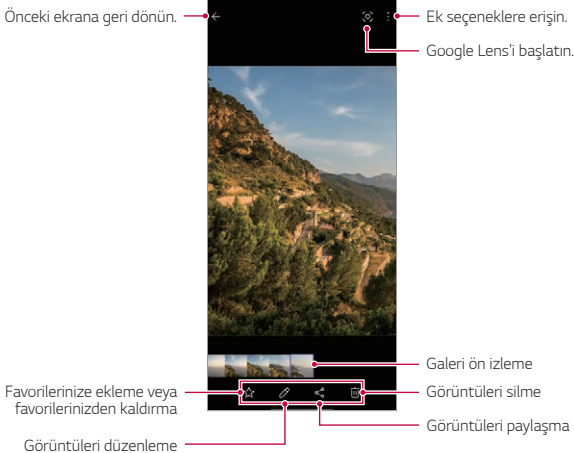 Önceki ekrana geri dönün.
Ek seçeneklere erişin.
Google Lens'i başlatın.
Galeri ön izleme
Favorilerinize ekleme veya
favorilerinizden kaldırma
Görüntüleri silme
Görüntüleri paylaşma
Görüntüleri düzenleme